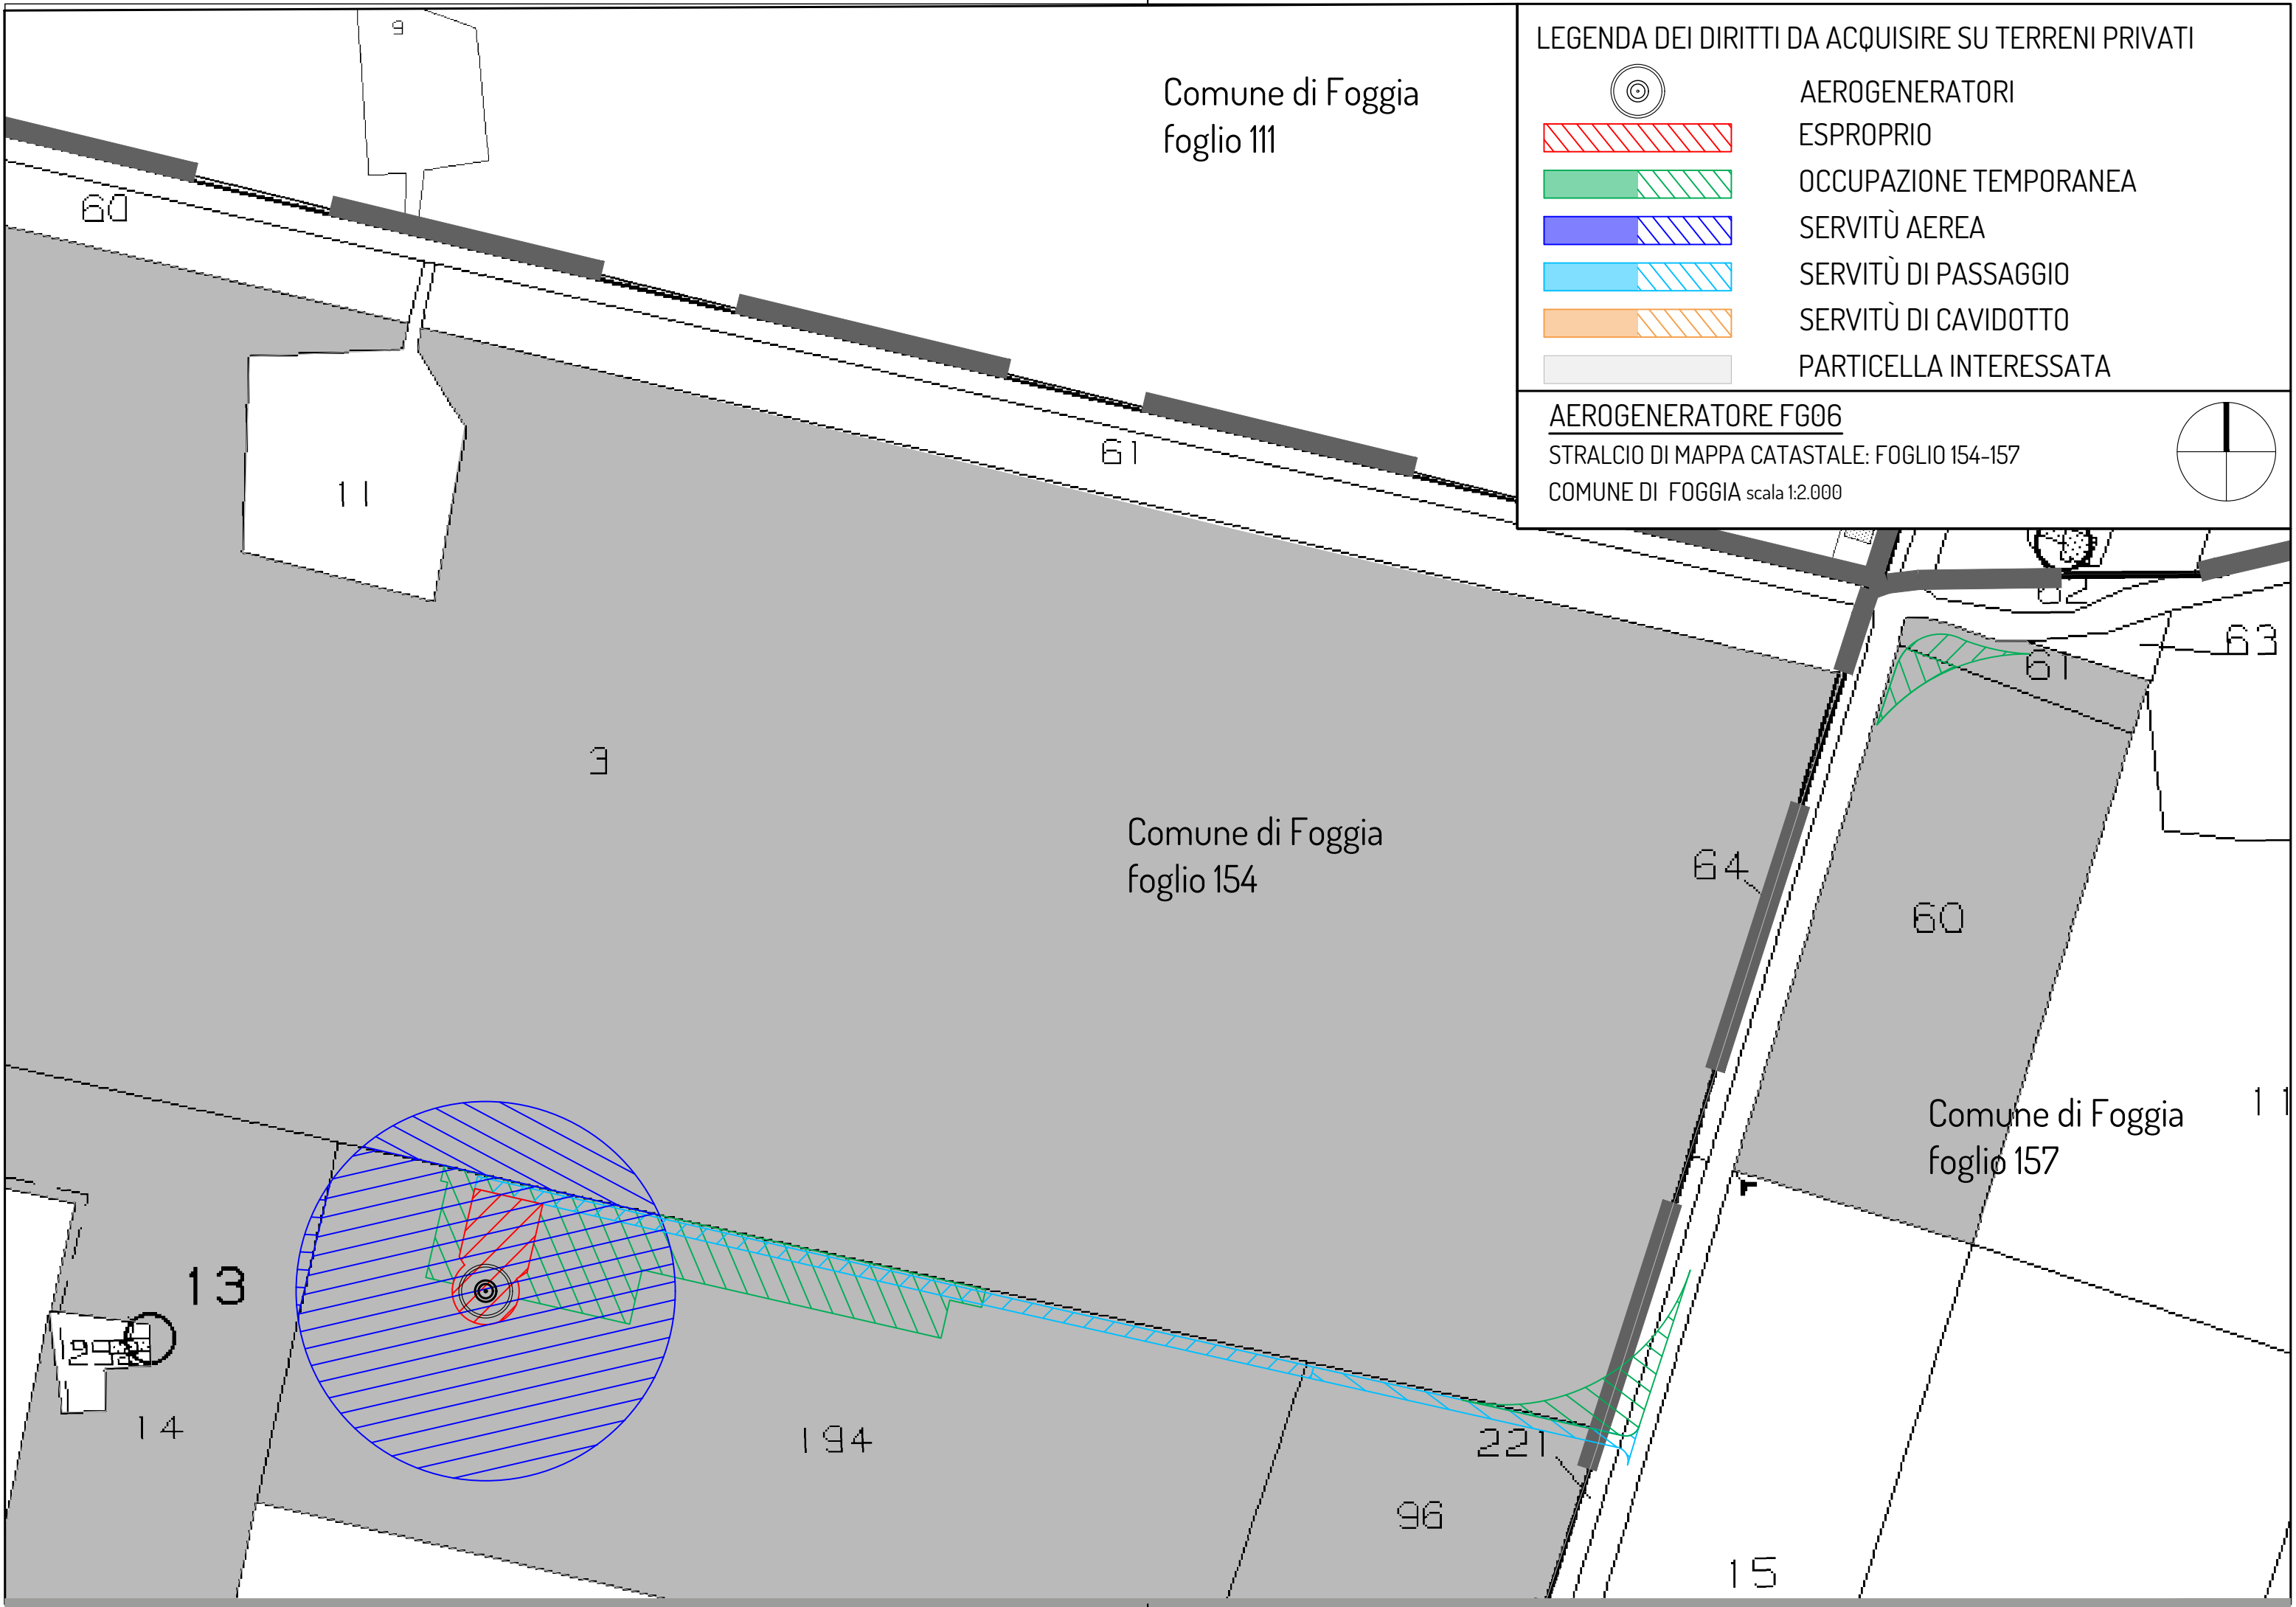 9
Comune di Foggia
foglio 111
LEGENDA DEI DIRITTI DA ACQUISIRE SU TERRENI PRIVATI
AEROGENERATORI
ESPROPRIO
OCCUPAZIONE TEMPORANEA
SERVITÙ AEREA
SERVITÙ DI PASSAGGIO
SERVITÙ DI CAVIDOTTO
PARTICELLA INTERESSATA
AEROGENERATORE FG06
STRALCIO DI MAPPA CATASTALE: FOGLIO 154-157
COMUNE DI FOGGIA scala 1:2.000
60
61
11
63
61
3
Comune di Foggia
foglio 154
64
60
Comune di Foggia
foglio 157
11
13
14
194
221
96
15